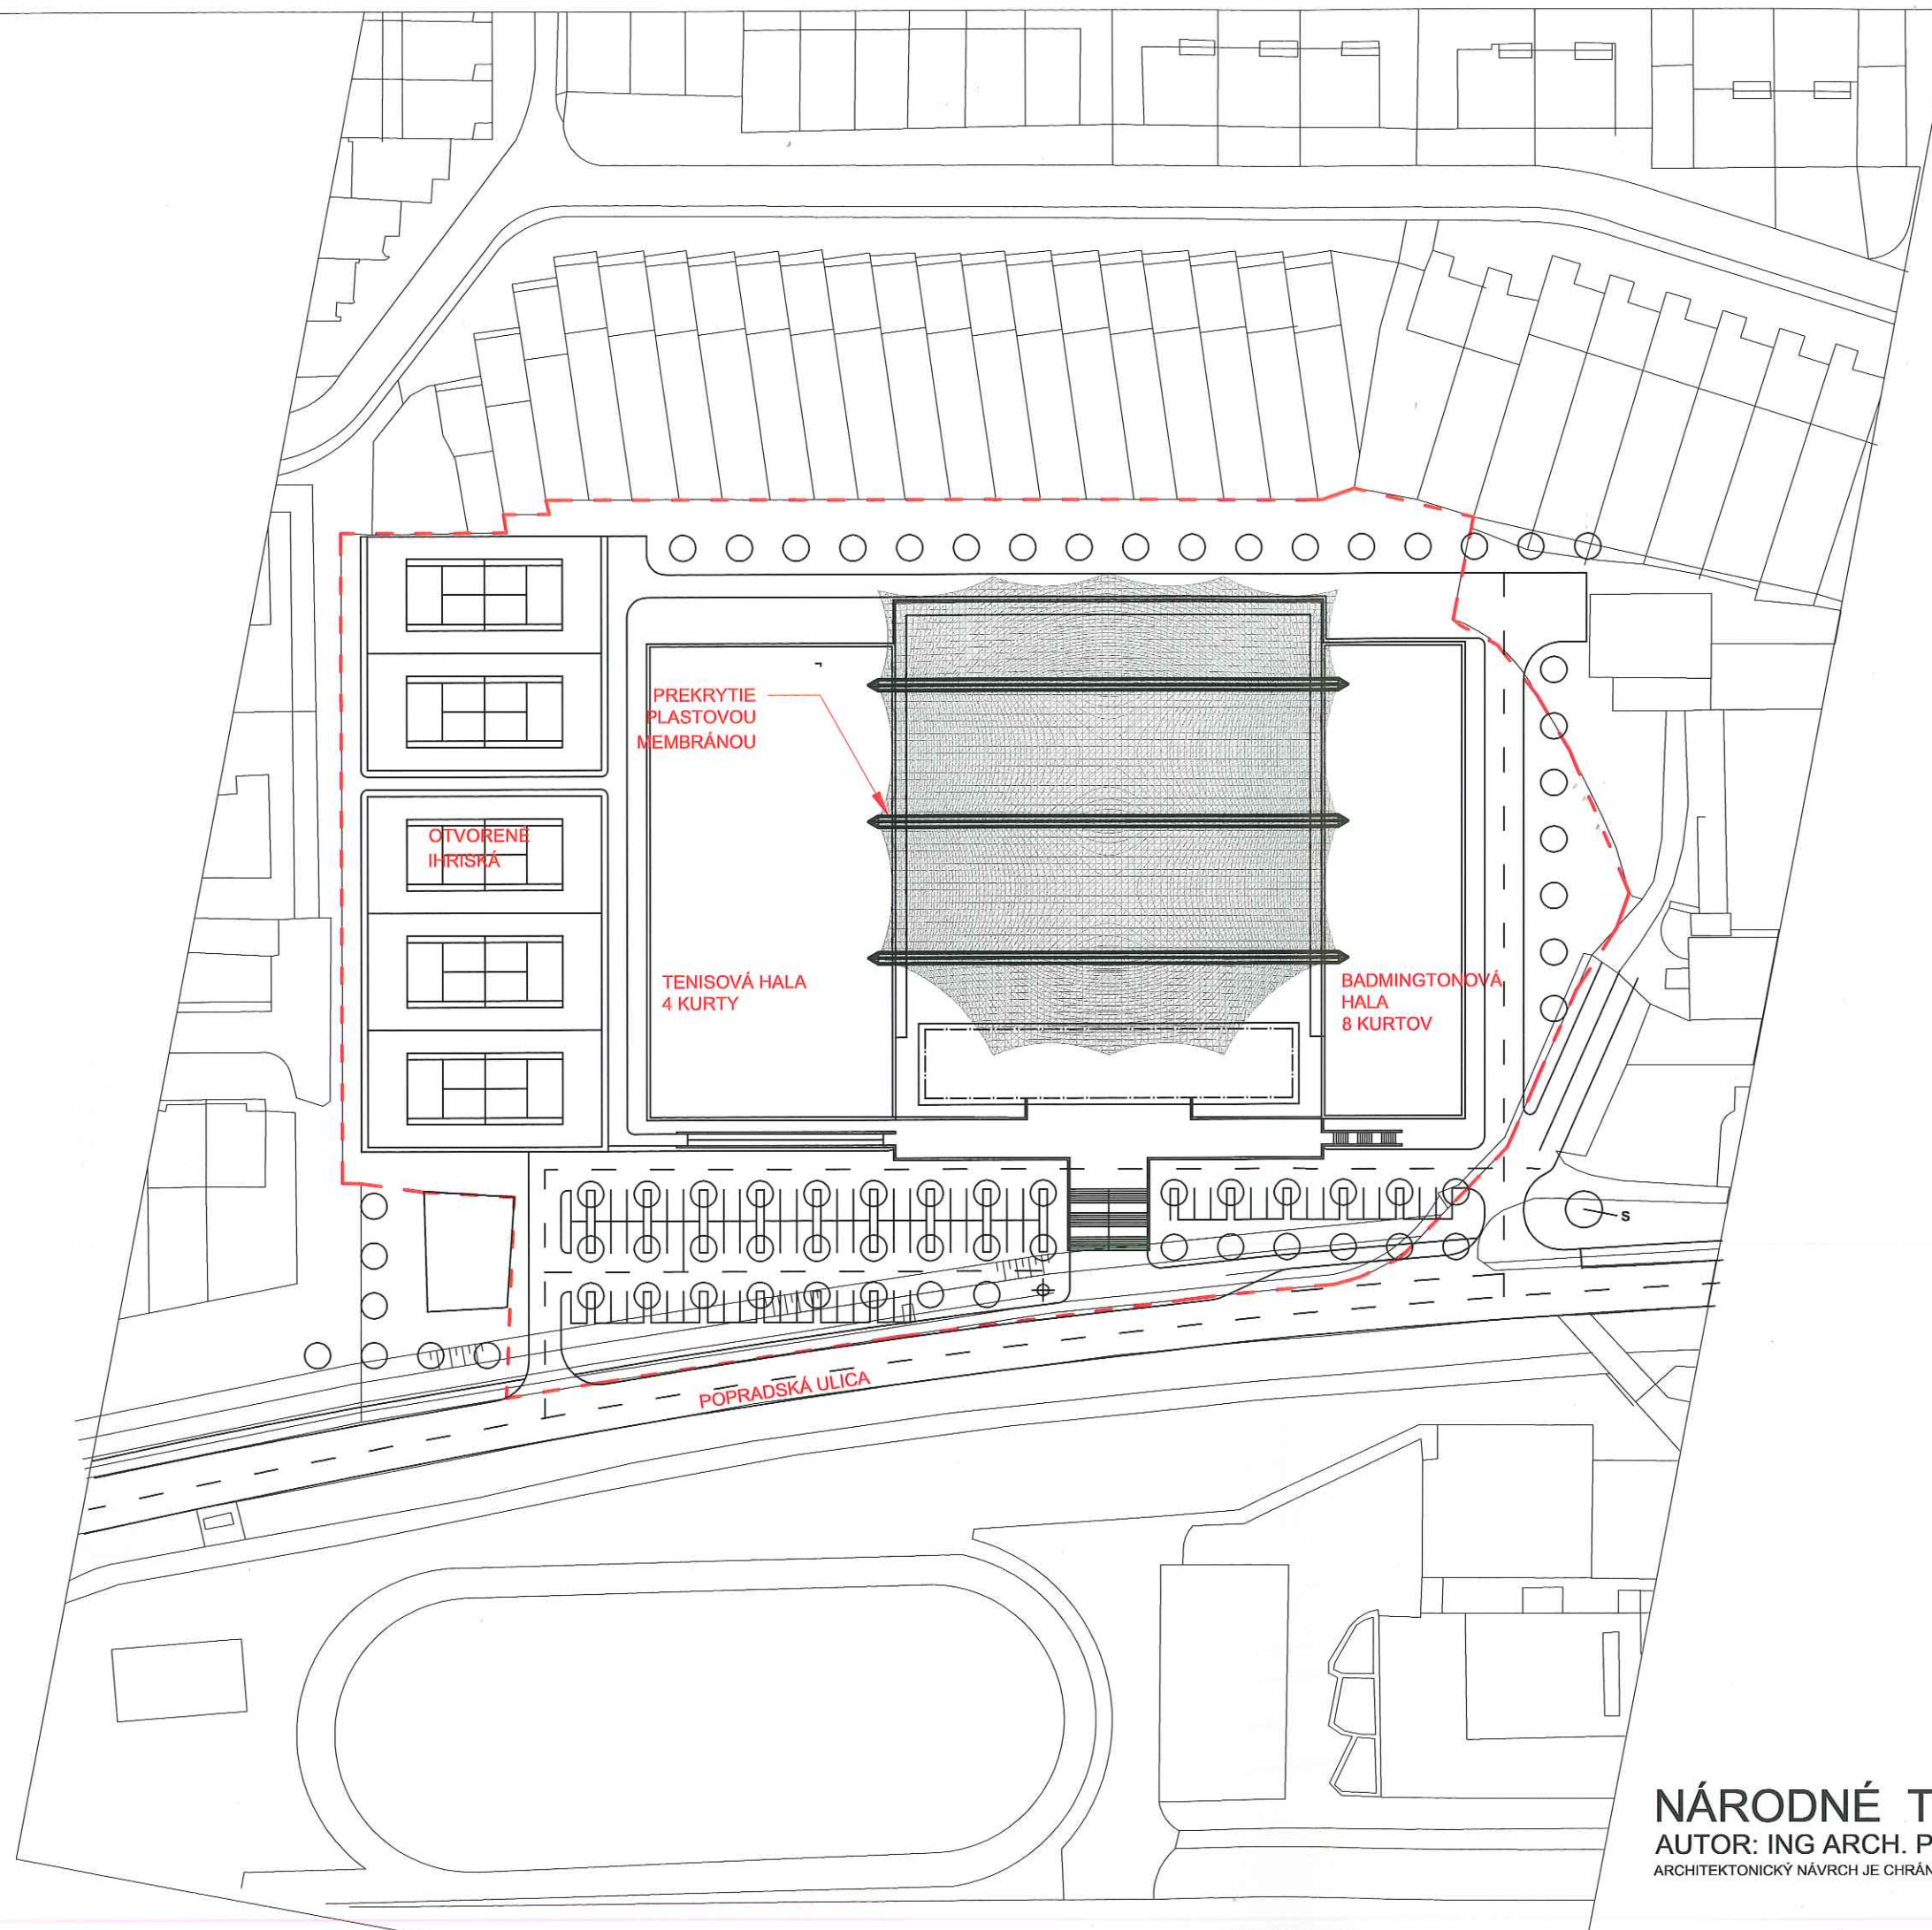 PREKRYTIE
PLASTOVOU
MEMBRÁNOU
OTVORENÉ
IHRISKÁ
TENISOVÁ HALA
4 KURTY
BADMINGTONOVÁ
HALA
8 KURTOV
S
POPRADSKÁ ULICA
NÁRODNÉ T
AUTOR: ING ARCH. P
ARCHITEKTONICKÝ NÁVRCH JE CHRÁN